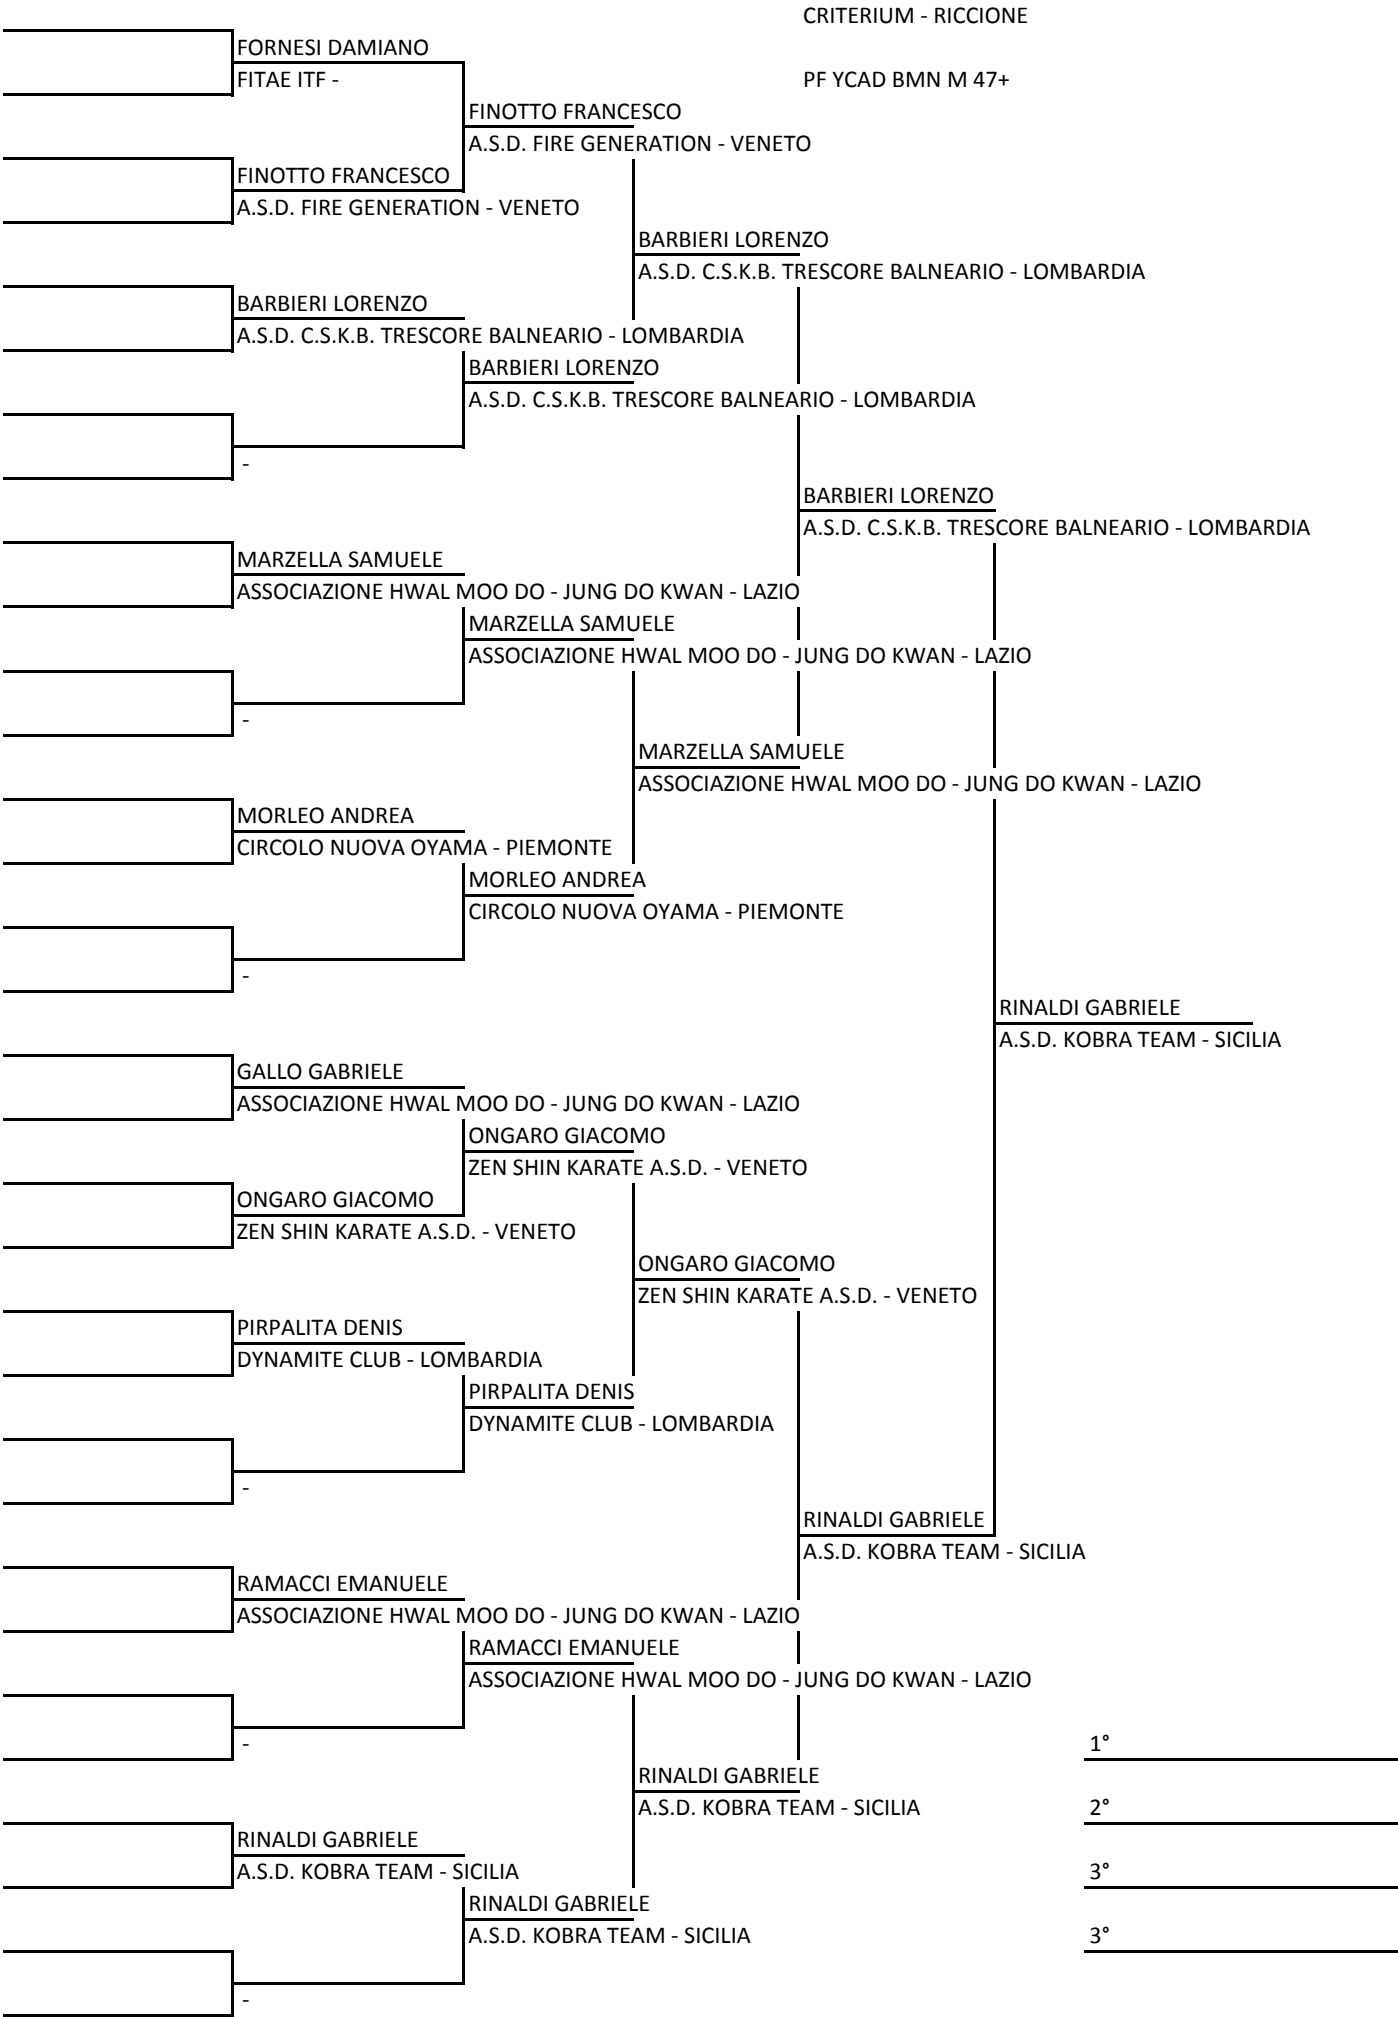 CRITERIUM - RICCIONE
FORNESI DAMIANO
FITAE ITF -
PF YCAD BMN M 47+
FINOTTO FRANCESCO
A.S.D. FIRE GENERATION - VENETO
FINOTTO FRANCESCO
A.S.D. FIRE GENERATION - VENETO
BARBIERI LORENZO
A.S.D. C.S.K.B. TRESCORE BALNEARIO - LOMBARDIA
BARBIERI LORENZO
A.S.D. C.S.K.B. TRESCORE BALNEARIO - LOMBARDIA
BARBIERI LORENZO
A.S.D. C.S.K.B. TRESCORE BALNEARIO - LOMBARDIA
-
BARBIERI LORENZO
A.S.D. C.S.K.B. TRESCORE BALNEARIO - LOMBARDIA
MARZELLA SAMUELE
ASSOCIAZIONE HWAL MOO DO - JUNG DO KWAN - LAZIO
MARZELLA SAMUELE
ASSOCIAZIONE HWAL MOO DO - JUNG DO KWAN - LAZIO
-
MARZELLA SAMUELE
ASSOCIAZIONE HWAL MOO DO - JUNG DO KWAN - LAZIO
MORLEO ANDREA
CIRCOLO NUOVA OYAMA - PIEMONTE
MORLEO ANDREA
CIRCOLO NUOVA OYAMA - PIEMONTE
-
RINALDI GABRIELE
A.S.D. KOBRA TEAM - SICILIA
GALLO GABRIELE
ASSOCIAZIONE HWAL MOO DO - JUNG DO KWAN - LAZIO
ONGARO GIACOMO
ZEN SHIN KARATE A.S.D. - VENETO
ONGARO GIACOMO
ZEN SHIN KARATE A.S.D. - VENETO
ONGARO GIACOMO
ZEN SHIN KARATE A.S.D. - VENETO
PIRPALITA DENIS
DYNAMITE CLUB - LOMBARDIA
PIRPALITA DENIS
DYNAMITE CLUB - LOMBARDIA
-
RINALDI GABRIELE
A.S.D. KOBRA TEAM - SICILIA
RAMACCI EMANUELE
ASSOCIAZIONE HWAL MOO DO - JUNG DO KWAN - LAZIO
RAMACCI EMANUELE
ASSOCIAZIONE HWAL MOO DO - JUNG DO KWAN - LAZIO
-
1°
RINALDI GABRIELE
A.S.D. KOBRA TEAM - SICILIA
2°
RINALDI GABRIELE
A.S.D. KOBRA TEAM - SICILIA
3°
RINALDI GABRIELE
A.S.D. KOBRA TEAM - SICILIA
3°
-